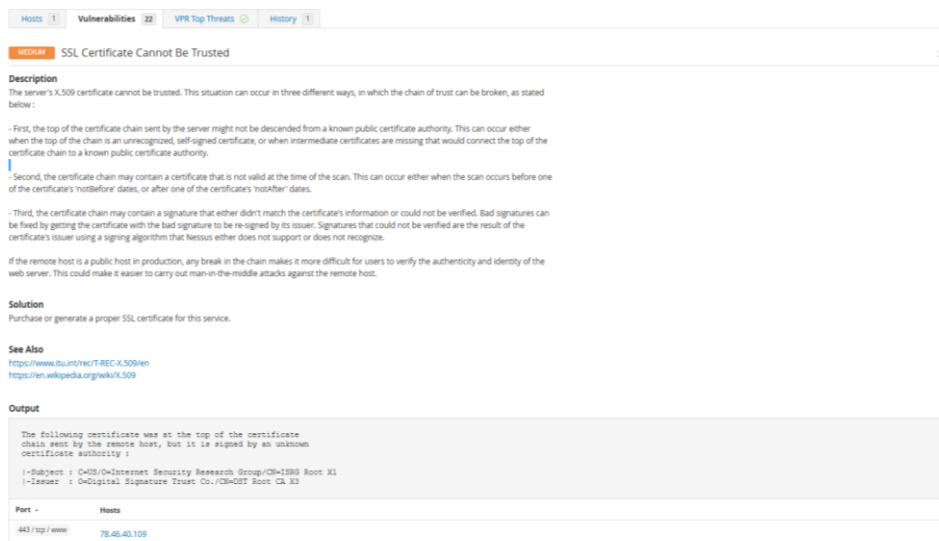 Hosts 1 Vulnerabilities 22 VPR Top Threats History 1
MEDIUM SSL Certificate Cannot Be Trusted
Description
The server's X.509 certificate cannot be trusted. This situation can occur in three different ways, in which the chain of trust can be broken, as stated
below :
- First, the top of the certificate chain sent by the server might not be descended from a known public certificate authority. This can occur either
when the top of the chain is an unrecognized, self-signed certificate, or when intermediate certificates are missing that would connect the top of the
certificate chain to a known public certificate authority.
- Second, the certificate chain may contain a certificate that is not valid at the time of the scan. This can occur either when the scan occurs before one
of the certificate's 'notBefore' dates, or after one of the certificate's 'notAfter' dates.
- Third, the certificate chain may contain a signature that either didn't match the certificate's information or could not be verified. Bad signatures can
be fixed by getting the certificate with the bad signature to be re-signed by its issuer. Signatures that could not be verified are the result of the
certificate's issuer using a signing algorithm that Nessus either does not support or does not recognize.
If the remote host is a public host in production, any break in the chain makes it more difficult for users to verify the authenticity and identity of the
web server. This could make it easier to carry out man-in-the-middle attacks against the remote host.
Solution
Purchase or generate a proper SSL certificate for this service.
See Also
https://www.itu.int/rec/T-REC-X.509/en
https://en.wikipedia.org/wiki/X.509
Output
The following certificate was at the top of the certificate
chain sent by the remote host, but it is signed by an unknown
certificate authority :
|-Subject : C=US/O=Internet Security Research Group/CN=ISRG Root X1
|-Issuer : O=Digital Signature Trust Co./CN=DST Root CA X3
Port Hosts
443 / tcp / www 78.46.40.109